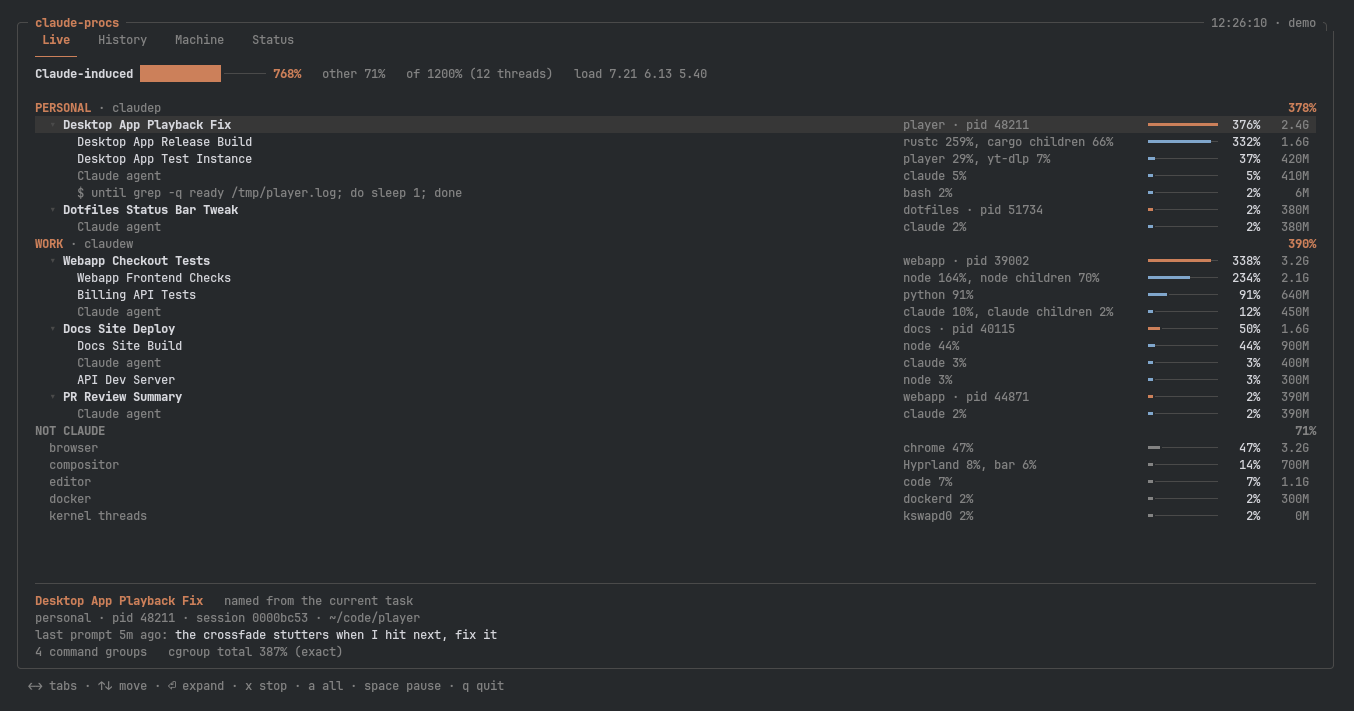 claude-procs 12:26:10 · demo
Live History Machine Status
Claude-induced 768% other 71% of 1200% (12 threads) load 7.21 6.13 5.40
PERSONAL · claudep 378%
Desktop App Playback Fix player · pid 48211 376% 2.4G
Desktop App Release Build rustc 259%, cargo children 66% 332% 1.6G
Desktop App Test Instance player 29%, yt-dlp 7% 37% 420M
Claude agent claude 5% 5% 410M
$ until grep -q ready /tmp/player.log; do sleep 1; done bash 2% 2% 6M
Dotfiles Status Bar Tweak dotfiles · pid 51734 2% 380M
Claude agent claude 2% 2% 380M
WORK · claudew 390%
Webapp Checkout Tests webapp · pid 39002 338% 3.2G
Webapp Frontend Checks node 164%, node children 70% 234% 2.1G
Billing API Tests python 91% 91% 640M
Claude agent claude 10%, claude children 2% 12% 450M
Docs Site Deploy docs · pid 40115 50% 1.6G
Docs Site Build node 44% 44% 900M
Claude agent claude 3% 3% 400M
API Dev Server node 3% 3% 300M
PR Review Summary webapp · pid 44871 2% 390M
Claude agent claude 2% 2% 390M
NOT CLAUDE 71%
browser chrome 47% 47% 3.2G
compositor Hyprland 8%, bar 6% 14% 700M
editor code 7% 7% 1.1G
docker dockerd 2% 2% 300M
kernel threads kswapd0 2% 2% 0M
Desktop App Playback Fix named from the current task
personal · pid 48211 · session 0000bc53 · ~/code/player
last prompt 5m ago: the crossfade stutters when I hit next, fix it
4 command groups cgroup total 387% (exact)
↔ tabs · ↑↓ move · ⏎ expand · x stop · a all · space pause · q quit